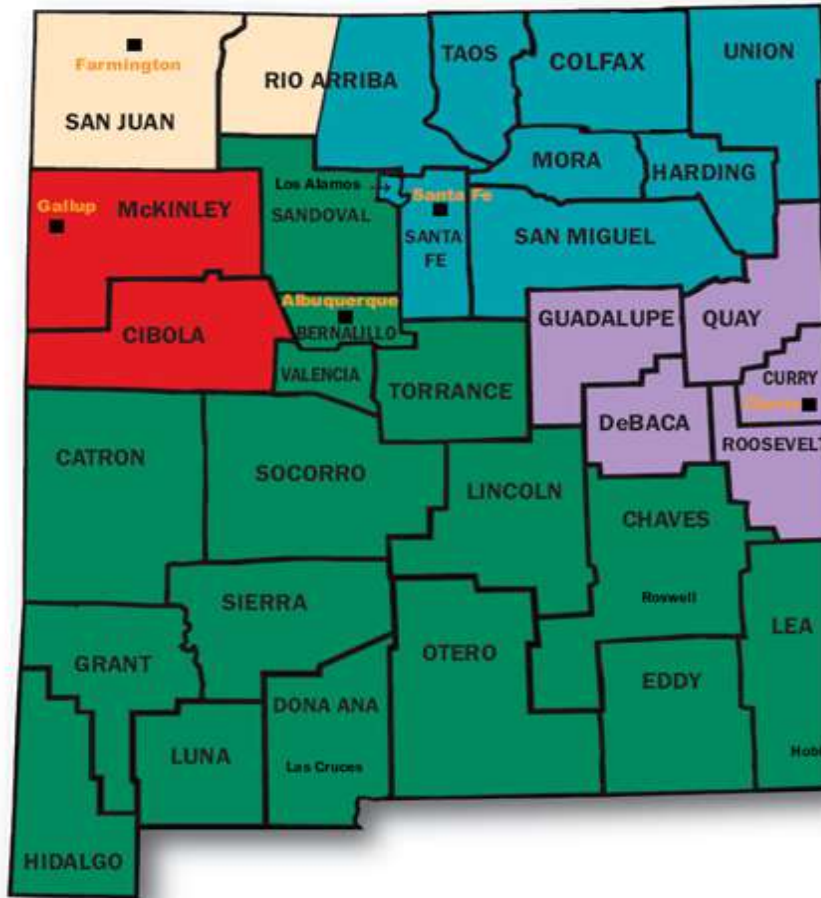 Farmington
SAN JUAN
RIO ARRIBA
TAOS
COLFAX
UNION
MORA
HARDING
Gallup
McKINLEY
Los Alamos
SANDOVAL
Santa Fe
SANTA
FE
SAN MIGUEL
Albuquerque
BERNALILLO
CIBOLA
VALENCIA
TORRANCE
GUADALUPE
QUAY
CURRY
DeBACA
ROOSEVELT
CATRON
SOCORRO
LINCOLN
CHAVES
Roswell
SIERRA
GRANT
OTERO
LEA
EDDY
DONA ANA
Las Cruces
LUNA
HIDALGO